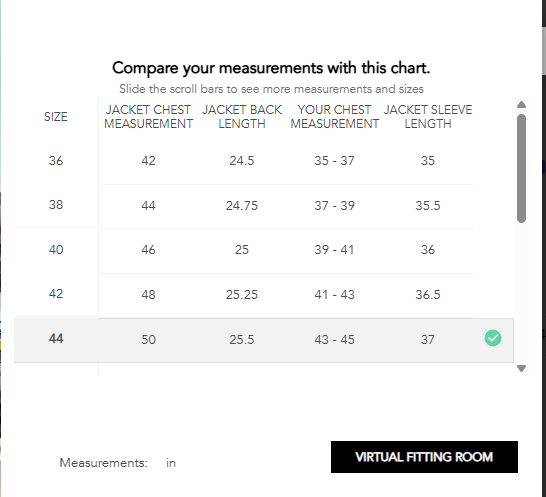 Compare your measurements with this chart.
Slide the scroll bars to see more measurements and sizes
SIZE JACKET CHEST MEASUREMENT JACKET BACK LENGTH YOUR CHEST MEASUREMENT JACKET SLEEVE LENGTH
36 42 24.5 35 - 37 35
38 44 24.75 37 - 39 35.5
40 46 25 39 - 41 36
42 48 25.25 41 - 43 36.5
44 50 25.5 43 - 45 37
Measurements: in
VIRTUAL FITTING ROOM